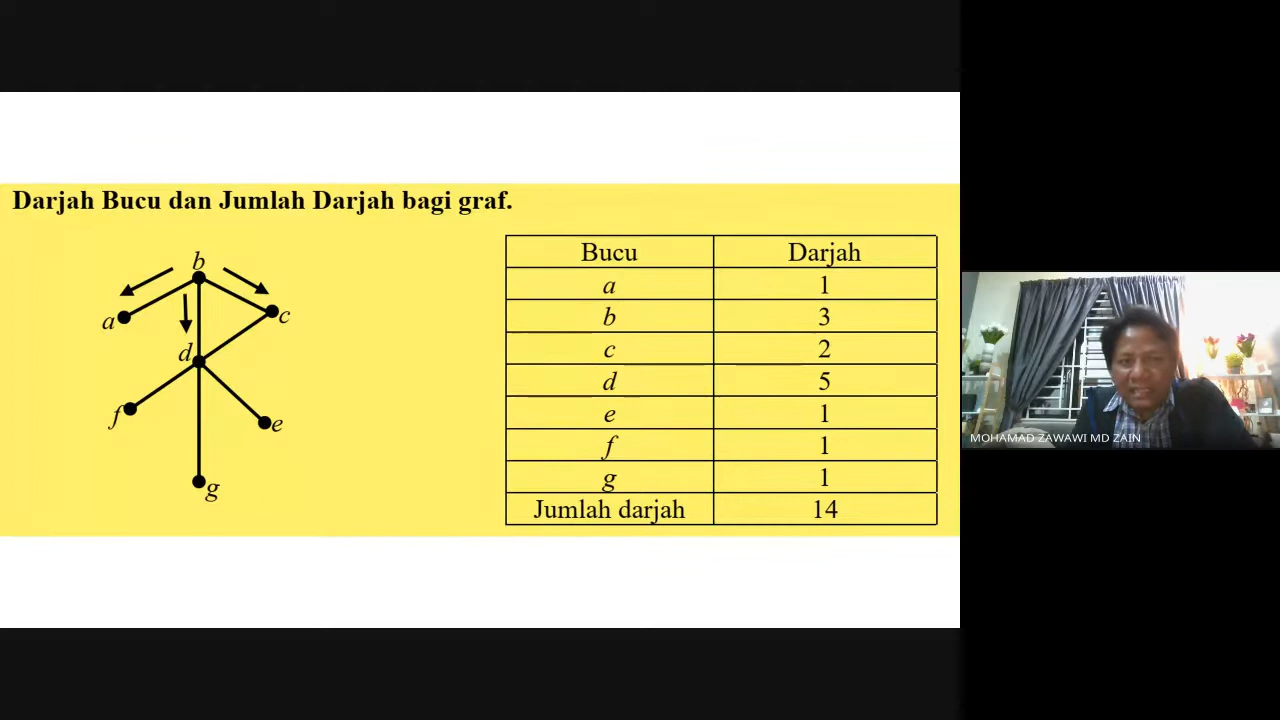 Darjah Bucu dan Jumlah Darjah bagi graf.
b
a
c
d
f
e
g
Bucu Darjah
a 1
b 3
c 2
d 5
e 1
f 1
g 1
Jumlah darjah 14
MOHAMAD ZAWAWI MD ZAIN